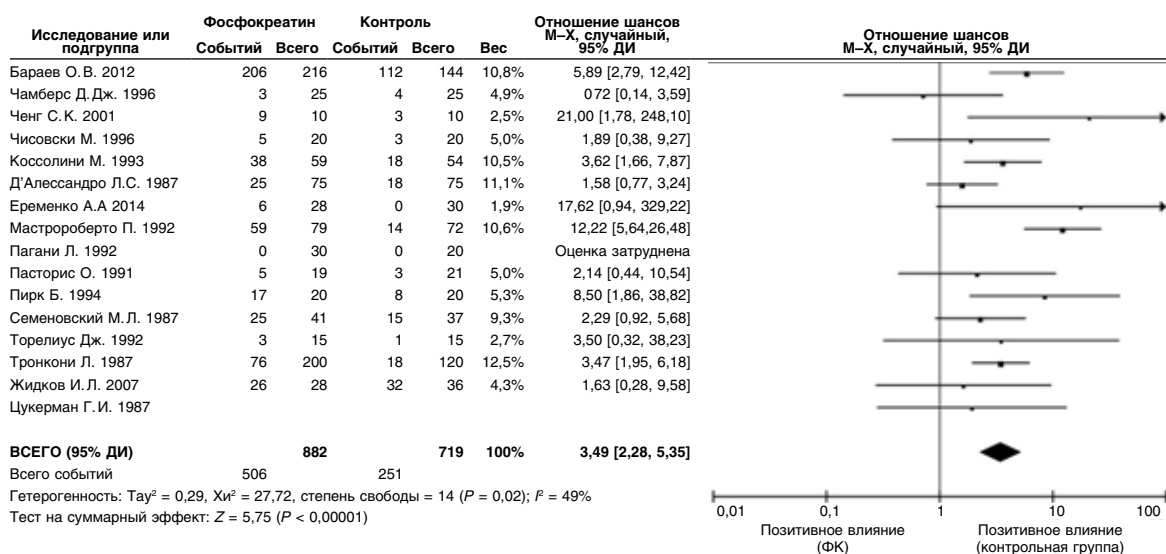 Фосфокреатин Контроль Отношение шансов Отношение шансов
Исследование или подгруппа Событий Всего Событий Всего Вес М–Х, случайный, 95% ДИ М–Х, случайный, 95% ДИ
Бараев О.В. 2012 206 216 112 144 10,8% 5,89 [2,79, 12,42]
Чамберс Д.Дж. 1996 3 25 4 25 4,9% 072 [0,14, 3,59]
Ченг С.К. 2001 9 10 3 10 2,5% 21,00 [1,78, 248,10]
Чисовски М. 1996 5 20 3 20 5,0% 1,89 [0,38, 9,27]
Коссолини М. 1993 38 59 18 54 10,5% 3,62 [1,66, 7,87]
Д'Алессандро Л.С. 1987 25 75 18 75 11,1% 1,58 [0,77, 3,24]
Еременко А.А 2014 6 28 0 30 1,9% 17,62 [0,94, 329,22]
Мастророберто П. 1992 59 79 14 72 10,6% 12,22 [5,64,26,48]
Пагани Л. 1992 0 30 0 20 Оценка затруднена
Пасторис О. 1991 5 19 3 21 5,0% 2,14 [0,44, 10,54]
Пирк Б. 1994 17 20 8 20 5,3% 8,50 [1,86, 38,82]
Семеновский М.Л. 1987 25 41 15 37 9,3% 2,29 [0,92, 5,68]
Торелиус Дж. 1992 3 15 1 15 2,7% 3,50 [0,32, 38,23]
Тронкони Л. 1987 76 200 18 120 12,5% 3,47 [1,95, 6,18]
Жидков И.Л. 2007 26 28 32 36 4,3% 1,63 [0,28, 9,58]
Цукерман Г.И. 1987
ВСЕГО (95% ДИ) 882 719 100% 3,49 [2,28, 5,35]
Всего событий 506 251
Гетерогенность: Тау² = 0,29, Хи² = 27,72, степень свободы = 14 (P = 0,02); I² = 49%
Тест на суммарный эффект: Z = 5,75 (P < 0,00001)
0,01 0,1 1 10 100
Позитивное влияние Позитивное влияние
(ФК) (контрольная группа)